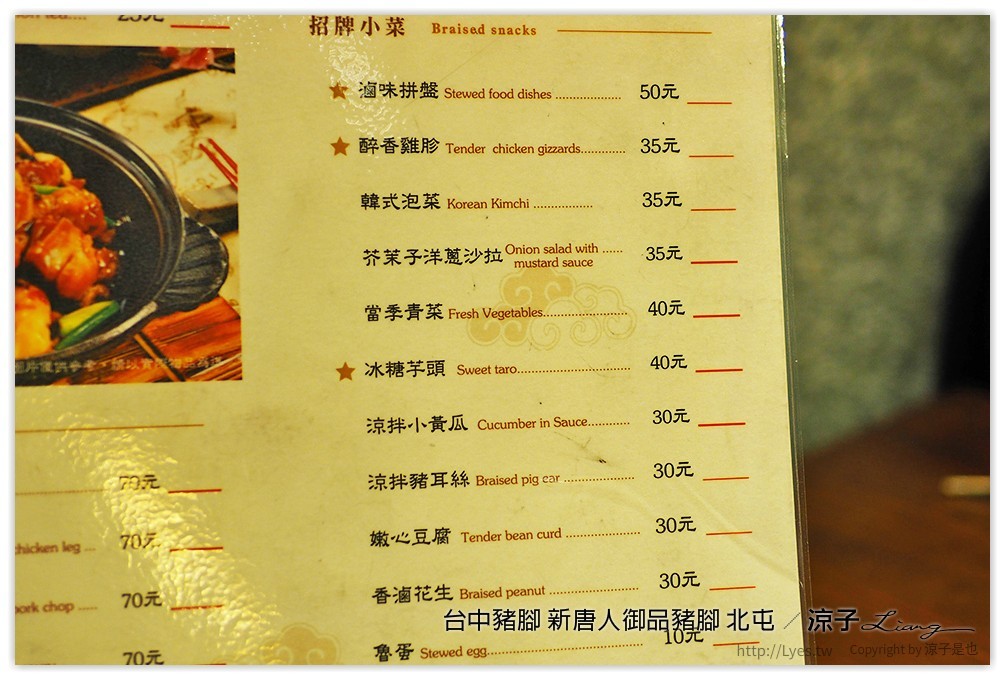 招牌小菜 Braised snacks
★ 滷味拼盤 Stewed food dishes .................. 50元
★ 醉香雞胗 Tender chicken gizzards............. 35元
韓式泡菜 Korean Kimchi ................. 35元
芥茉子洋蔥沙拉 Onion salad with ...... 35元
mustard sauce
當季青菜 Fresh Vegetables........................ 40元
★ 冰糖芋頭 Sweet taro................................ 40元
涼拌小黃瓜 Cucumber in Sauce............ 30元
涼拌豬耳絲 Braised pig ear .................... 30元
嫩心豆腐 Tender bean curd ..................... 30元
香滷花生 Braised peanut ......................... 30元
魯蛋 Stewed egg............................................ 10元
70元
chicken leg ... 70元
pork chop ..... 70元
70元
台中豬腳 新唐人御品豬腳 北屯 ／涼子 Liang
http://Lyes.tw Copyright by 涼子是也